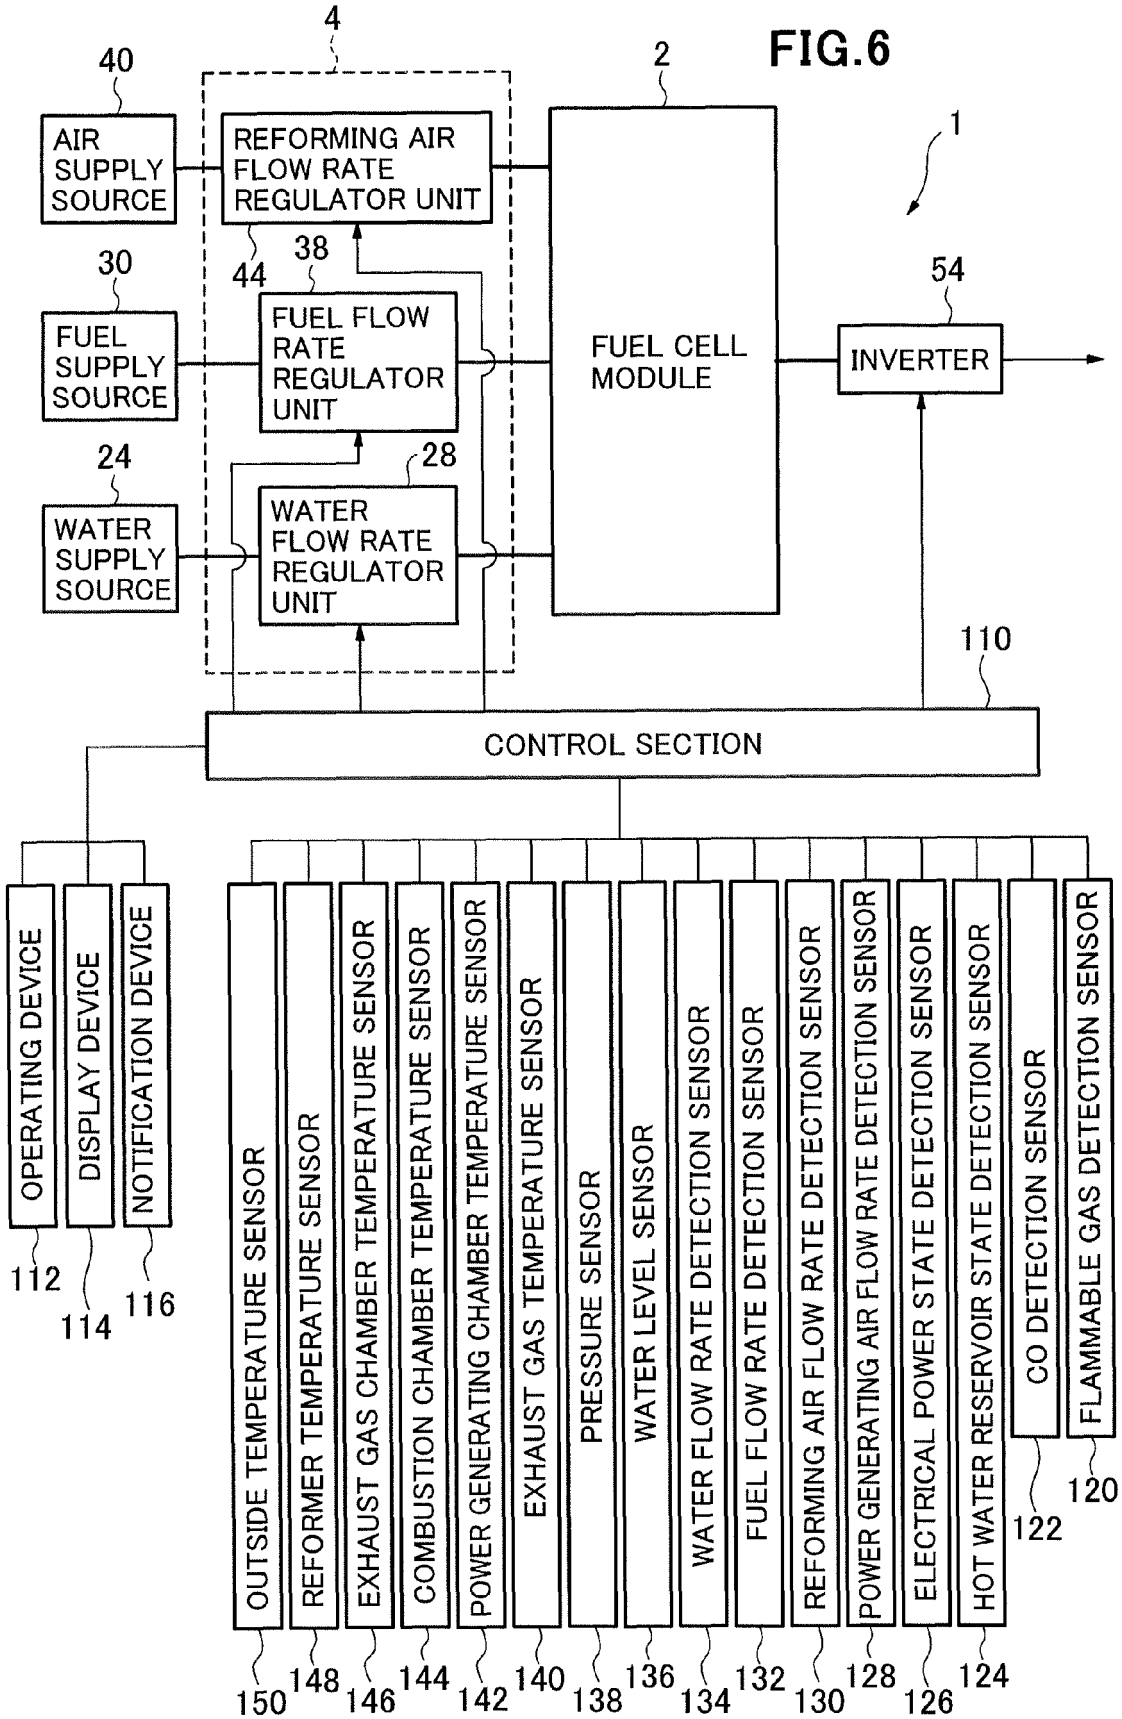 FIG.6
4
2
40
1
AIR
SUPPLY
SOURCE
REFORMING AIR
FLOW RATE
REGULATOR UNIT
44
38
30
54
FUEL
SUPPLY
SOURCE
FUEL FLOW
RATE
REGULATOR
UNIT
FUEL CELL
MODULE
INVERTER
24
28
WATER
SUPPLY
SOURCE
WATER
FLOW RATE
REGULATOR
UNIT
110
CONTROL SECTION
OPERATING DEVICE
DISPLAY DEVICE
NOTIFICATION DEVICE
112
114
116
OUTSIDE TEMPERATURE SENSOR
REFORMER TEMPERATURE SENSOR
EXHAUST GAS CHAMBER TEMPERATURE SENSOR
COMBUSTION CHAMBER TEMPERATURE SENSOR
POWER GENERATING CHAMBER TEMPERATURE SENSOR
EXHAUST GAS TEMPERATURE SENSOR
PRESSURE SENSOR
WATER LEVEL SENSOR
WATER FLOW RATE DETECTION SENSOR
FUEL FLOW RATE DETECTION SENSOR
REFORMING AIR FLOW RATE DETECTION SENSOR
POWER GENERATING AIR FLOW RATE DETECTION SENSOR
ELECTRICAL POWER STATE DETECTION SENSOR
HOT WATER RESERVOIR STATE DETECTION SENSOR
CO DETECTION SENSOR
FLAMMABLE GAS DETECTION SENSOR
150
148
146
144
142
140
138
136
134
132
130
128
126
124
122
120